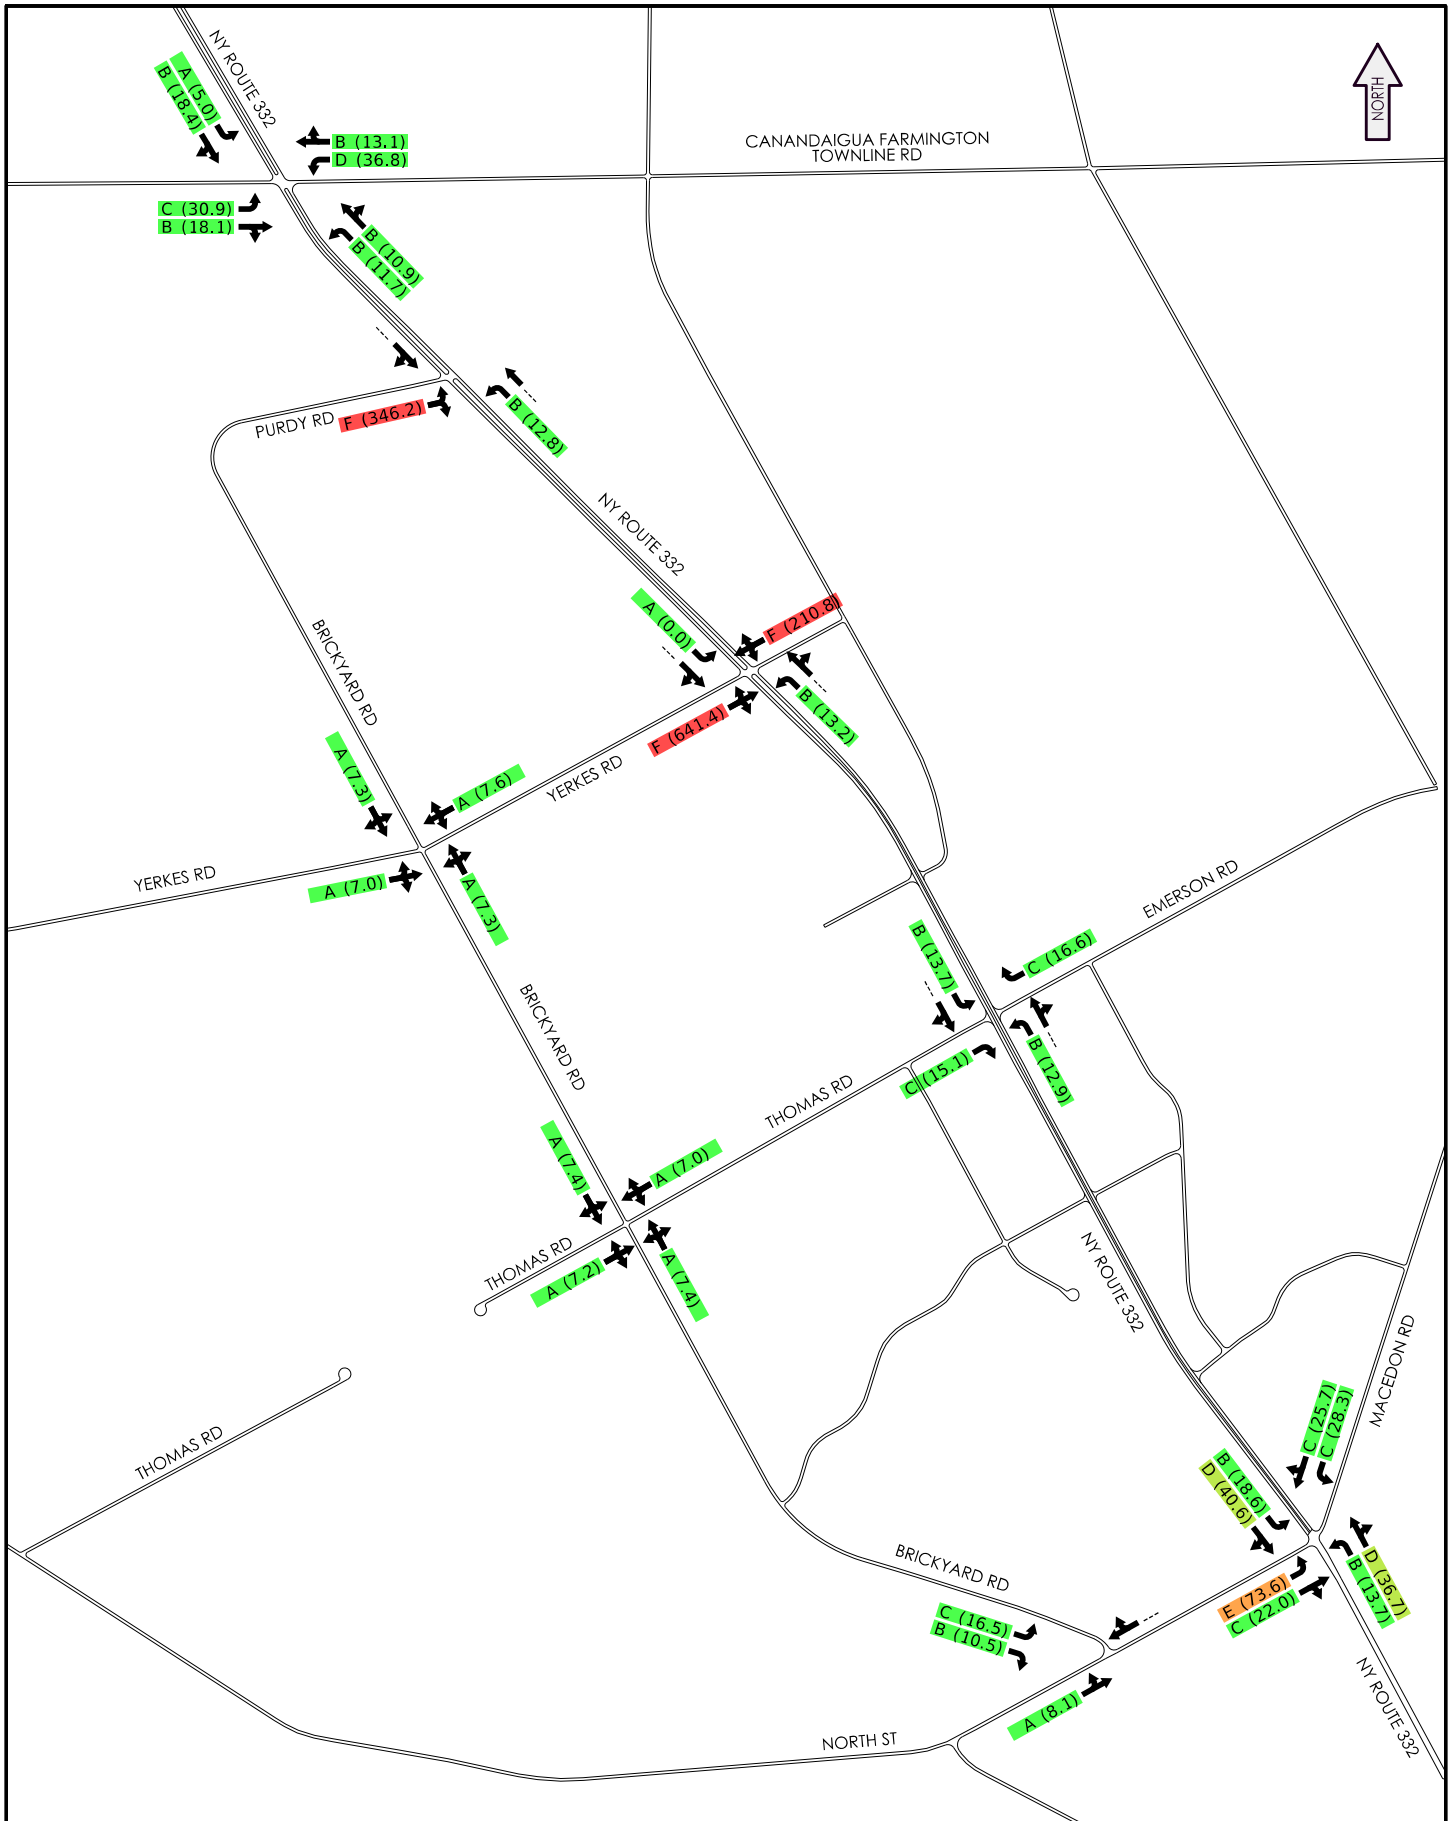 NY ROUTE 332
A (5.0)
B (18.4)
B (13.1)
D (36.8)
CANANDAIGUA FARMINGTON
TOWNLINE RD
NORTH
C (30.9)
B (18.1)
B (10.9)
B (11.7)
PURDY RD
F (346.2)
B (12.8)
NY ROUTE 332
A (0.0)
F (210.8)
BRICKYARD RD
F (641.4)
B (13.2)
A (7.3)
A (7.6)
YERKES RD
YERKES RD
A (7.0)
A (7.3)
EMERSON RD
B (13.7)
C (16.6)
BRICKYARD RD
C (15.1)
B (12.9)
THOMAS RD
A (7.4)
A (7.0)
THOMAS RD
A (7.2)
A (7.4)
NY ROUTE 332
MACEDON RD
C (25.7)
C (28.3)
THOMAS RD
B (18.6)
D (40.6)
BRICKYARD RD
E (73.6)
C (22.0)
D (36.7)
B (13.7)
C (16.5)
B (10.5)
A (8.1)
NORTH ST
NY ROUTE 332